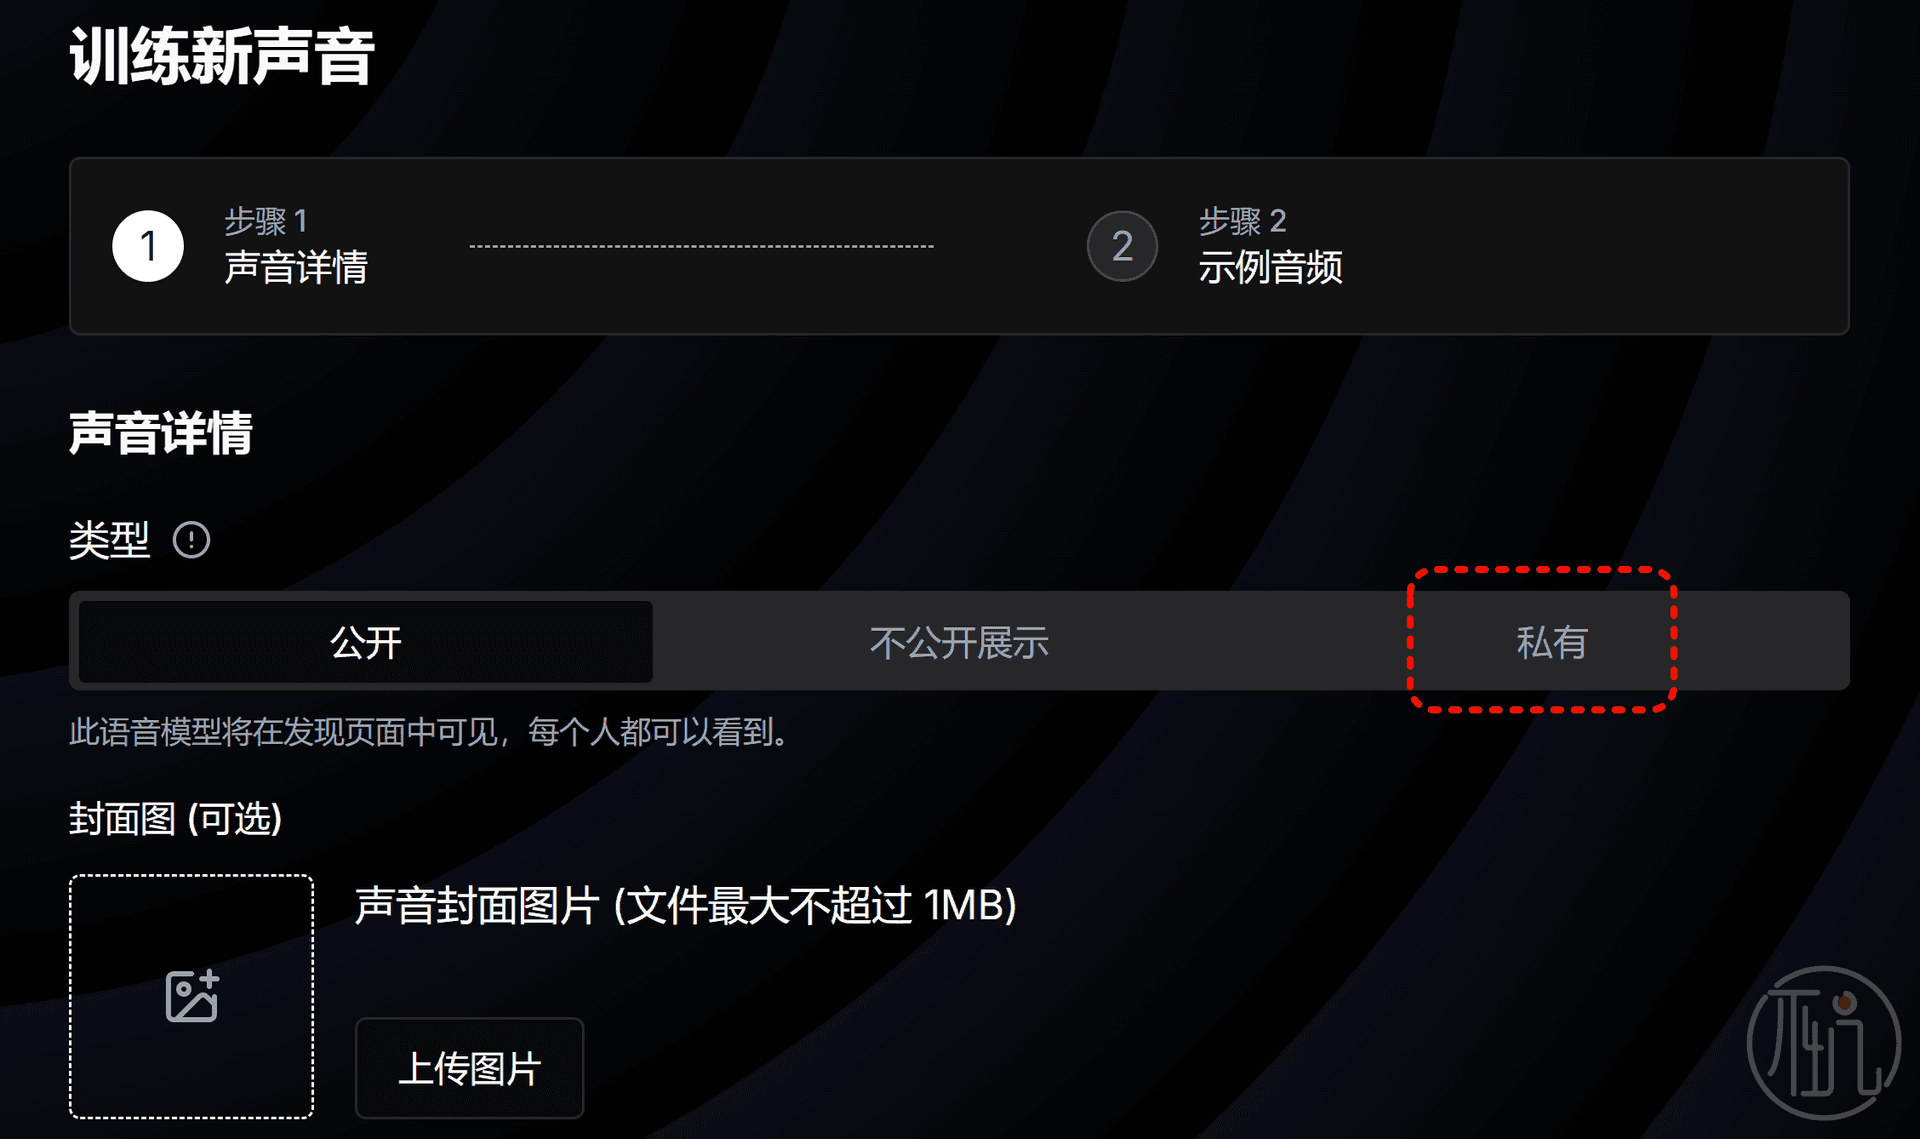 训练新声音
1
步骤 1
声音详情
2
步骤 2
示例音频
声音详情
类型
公开
不公开展示
私有
此语音模型将在发现页面中可见，每个人都可以看到。
封面图 (可选)
声音封面图片 (文件最大不超过 1MB)
上传图片